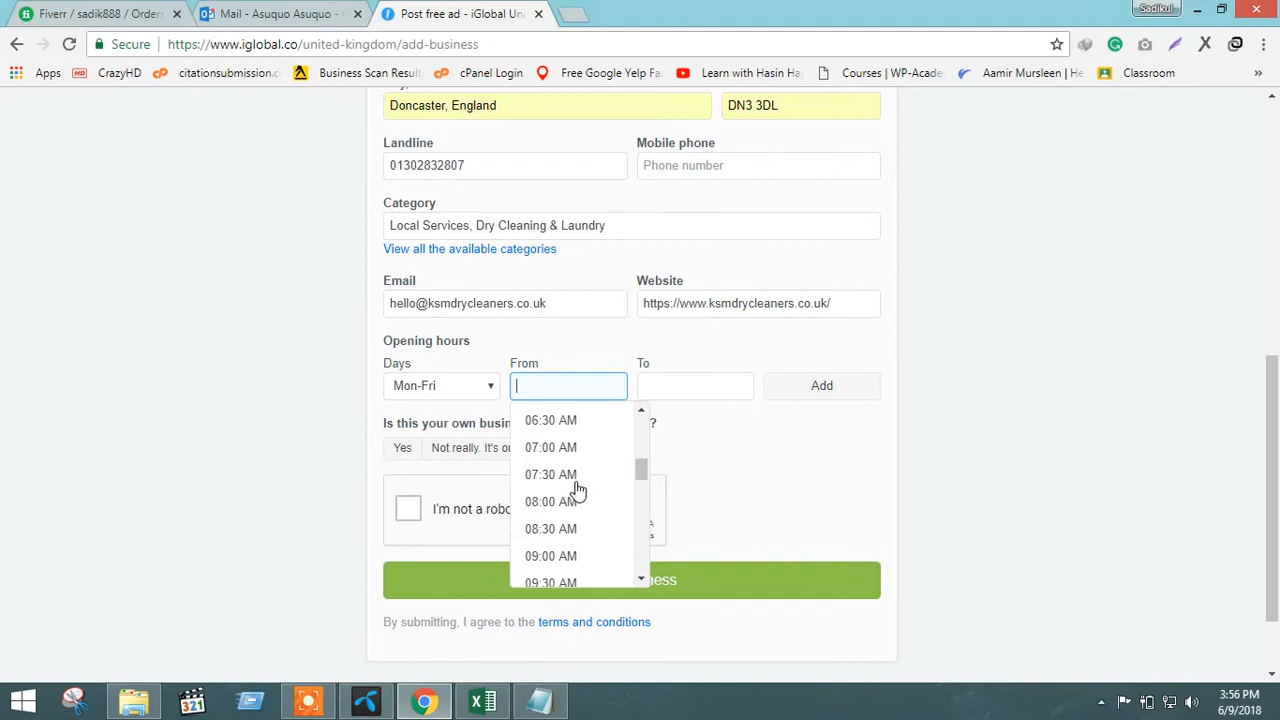 Fiverr / sadik888 / Orders
Mail - Asuquo Asuquo -
Post free ad - iGlobal Uni
Sadikul
Secure
https://www.iglobal.co/united-kingdom/add-business
Apps
CrazyHD
citationsubmission.c
Business Scan Result
cPanel Login
Free Google Yelp Fa
Learn with Hasin Hay
Courses / WP-Acade
Aamir Mursleen | He
Classroom
»
Doncaster, England
DN3 3DL
Landline
Mobile phone
01302832807
Phone number
Category
Local Services, Dry Cleaning & Laundry
View all the available categories
Email
Website
hello@ksmdrycleaners.co.uk
https://www.ksmdrycleaners.co.uk/
Opening hours
Days
From
To
Mon-Fri
Add
06:30 AM
07:00 AM
07:30 AM
08:00 AM
08:30 AM
09:00 AM
09:30 AM
Is this your own busin
?
Yes
Not really. It's o
I'm not a robo
ness
By submitting, I agree to the terms and conditions
321
3:56 PM
6/9/2018